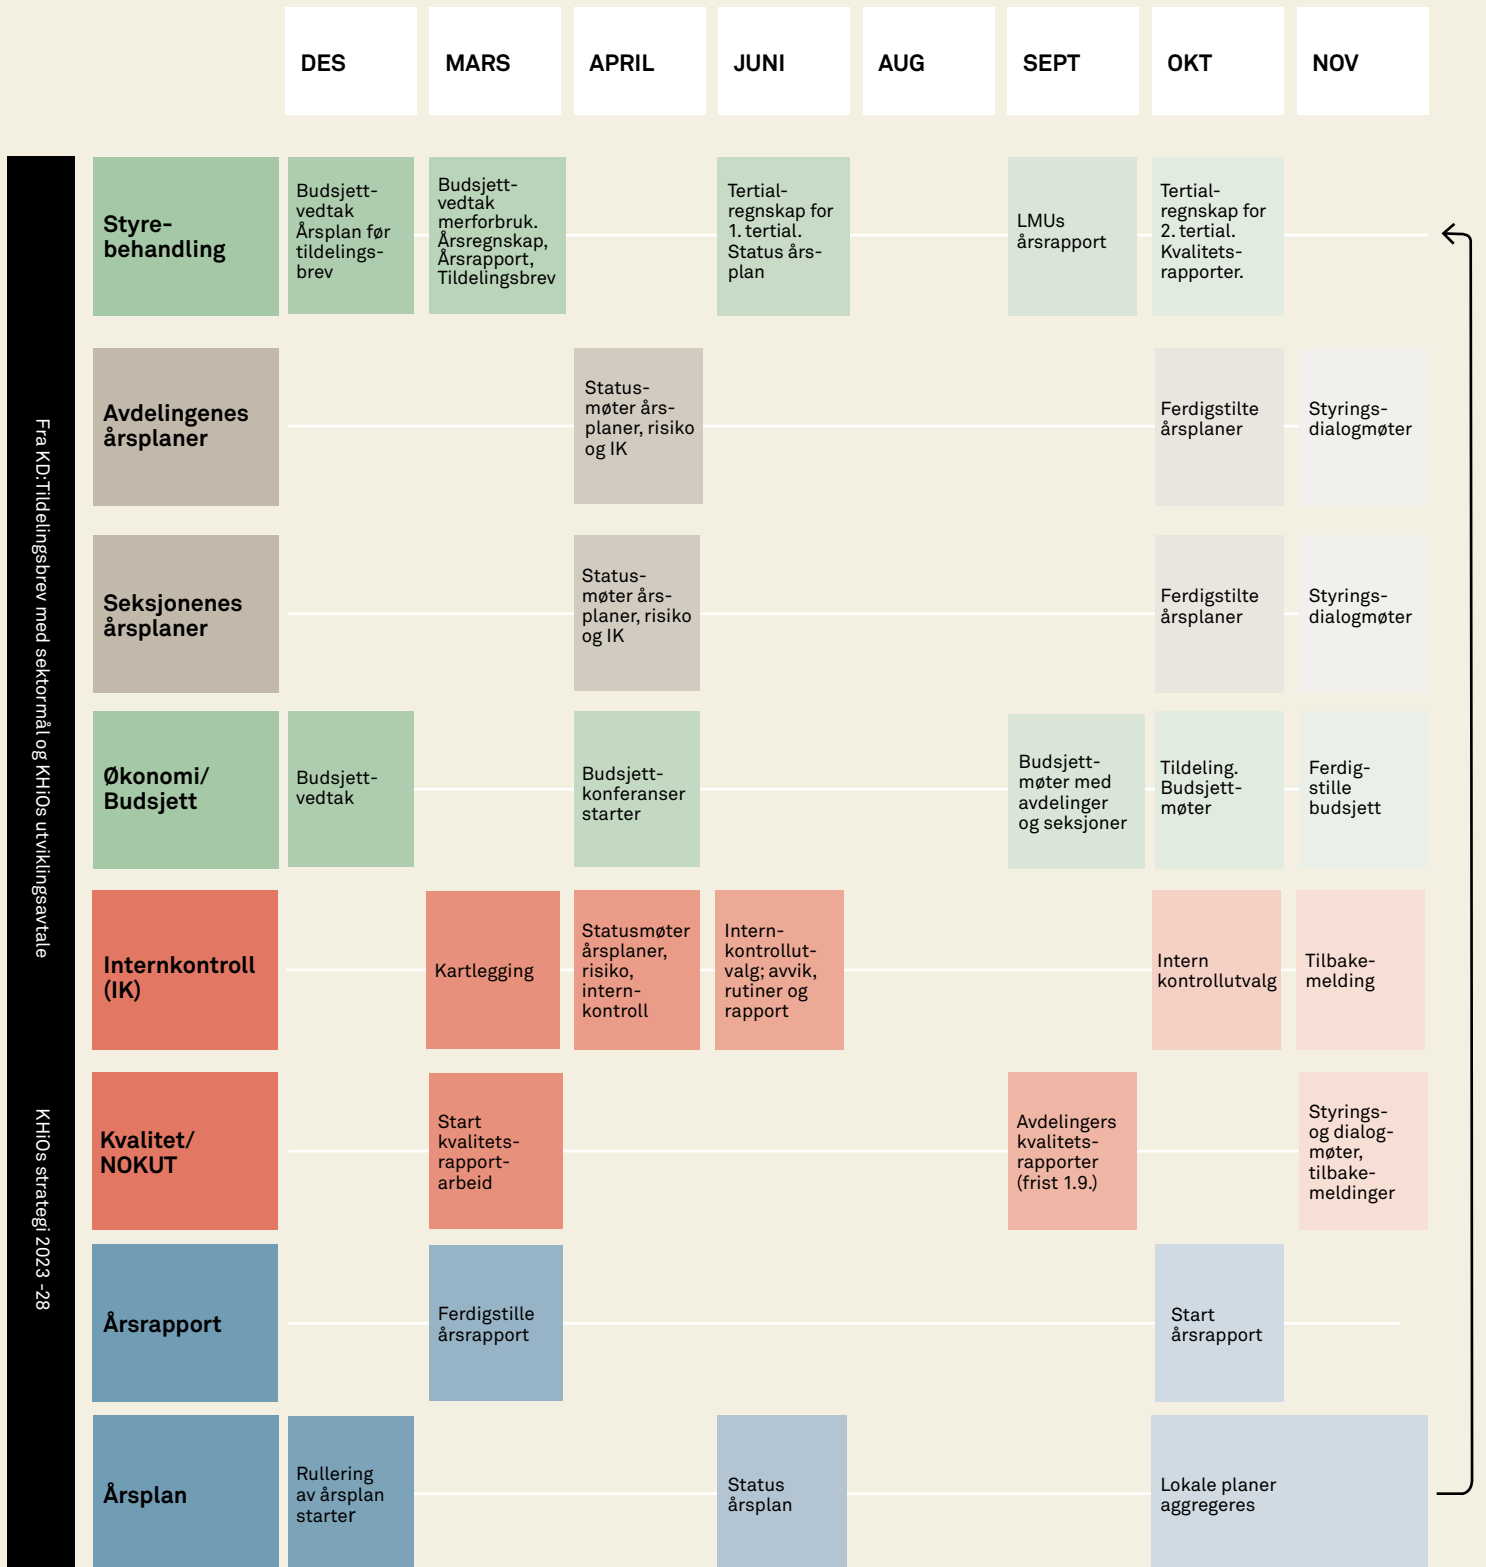 DES
MARS
APRIL
JUNI
AUG
SEPT
OKT
NOV
Fra KD:Tildelingsbrev med sektormål og KHiOs utviklingsavtale
KHiOs strategi 2023 -28
Styre-
behandling
Budsjett-
vedtak
Årsplan før
tildelings-
brev
Budsjett-
vedtak
merforbruk.
Årsregnskap,
Årsrapport,
Tildelingsbrev
Tertial-
regnskap for
1. tertial.
Status års-
plan
LMUs
årsrapport
Tertial-
regnskap for
2. tertial.
Kvalitets-
rapporter.
Avdelingenes
årsplaner
Status-
møter års-
planer, risiko
og IK
Ferdigstilte
årsplaner
Styrings-
dialogmøter
Seksjonenes
årsplaner
Status-
møter års-
planer, risiko
og IK
Ferdigstilte
årsplaner
Styrings-
dialogmøter
Økonomi/
Budsjett
Budsjett-
vedtak
Budsjett-
konferanser
starter
Budsjett-
møter med
avdelinger
og seksjoner
Tildeling.
Budsjett-
møter
Ferdig-
stille
budsjett
Internkontroll
(IK)
Kartlegging
Statusmøter
årsplaner,
risiko,
intern-
kontroll
Intern-
kontrollut-
valg; avvik,
rutiner og
rapport
Intern
kontrollutvalg
Tilbake-
melding
Kvalitet/
NOKUT
Start
kvalitets-
rapport-
arbeid
Avdelingers
kvalitets-
rapporter
(frist 1.9.)
Styrings-
og dialog-
møter,
tilbake-
meldinger
Årsrapport
Ferdigstille
årsrapport
Start
årsrapport
Årsplan
Rullering
av årsplan
starter
Status
årsplan
Lokale planer
aggregeres